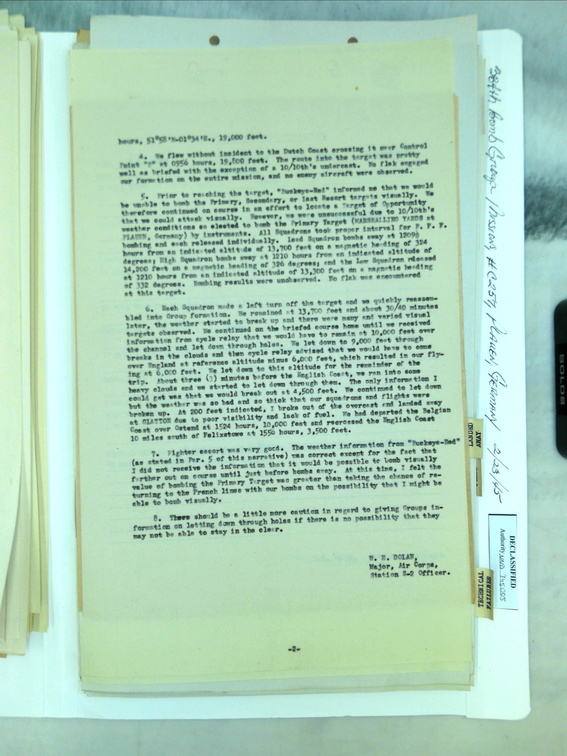 hours, 51°58'N-01°34'E., 19,000 feet.
4. We flew without incident to the Dutch Coast crossing it over Control
Point "2" at 0956 hours, 19,800 feet. The route into the target was pretty
well as briefed with the exception of a 10/10th's undercast. No flak engaged
our formation on the entire mission, and no enemy aircraft were observed.
5. Prior to reaching the target, "Buckeye-Red" informed me that we would
be unable to bomb the Primary, Secondary, or Last Resort targets visually. We
therefore continued on course in an effort to locate a Target of Opportunity
that we could attack visually. However, we were unsuccessful due to 10/10th's
weather conditions so elected to bomb the Primary Target (MARSHALLING YARDS at
PLAUEN, Germany) by instruments. All Squadrons took proper interval for P. F. F.
bombing and each released individually. Lead Squadron bombs away at 1209½
hours from an indicated altitude of 13,700 feet on a magnetic heading of 324
degrees; High Squadron bombs away at 1210 hours from an indicated altitude of
14,200 feet on a magnetic heading of 326 degrees; and the Low Squadron released
at 1210 hours from an indicated altitude of 13,300 feet on a magnetic heading
of 332 degrees. Bombing results were unobserved. No flak was encountered
at this target.
6. Each Squadron made a left turn off the target and we quickly reassem-
bled into Group formation. We remained at 13,700 feet and about 30/40 minutes
later, the weather started to break up and there were many and varied visual
targets observed. We continued on the briefed course home until we received
information from cycle relay that we would have to remain at 10,000 feet over
the channel and let down through holes. We let down to 9,000 feet through
breaks in the clouds and then cycle relay advised that we would have to come
over England at reference altitude minus 6,000 feet, which resulted in our fly-
ing at 6,000 feet. We let down to this altitude for the remainder of the
trip. About three (3) minutes before the English Coast, we ran into some
heavy clouds and we started to let down through them. The only information I
could get was that we would break out at 4,500 feet. We continued to let down
but the weather was so bad and so thick that our squadrons and flights were
broken up. At 200 feet indicated, I broke out of the overcast and landed away
at CLACTON due to poor visibility and lack of fuel. We had departed the Belgian
Coast over Ostend at 1524 hours, 10,000 feet and recrossed the English Coast
10 miles south of Felixstowe at 1550 hours, 3,500 feet.
7. Fighter escort was very good. The weather information from "Buckeye-Red"
(as stated in Par. 5 of this narrative) was correct except for the fact that
I did not receive the information that it would be possible to bomb visually
farther out on course until just before bombs away. At this time, I felt the
value of bombing the Primary Target was greater than taking the chance of re-
turning to the French lines with our bombs on the possibility that I might be
able to bomb visually.
8. There should be a little more caution in regard to giving Groups in-
formation on letting down through holes if there is no possibility that they
may not be able to stay in the clear.
W. E. DOLAN,
Major, Air Corps,
Station S-2 Officer.
-2-
384th Bomb Group, Mission #C254, Plauen, Germany 2/23/45
LANDED
AWAY
TECHNICAL
FAILURES
DECLASSIFIED
Authority NND 745005